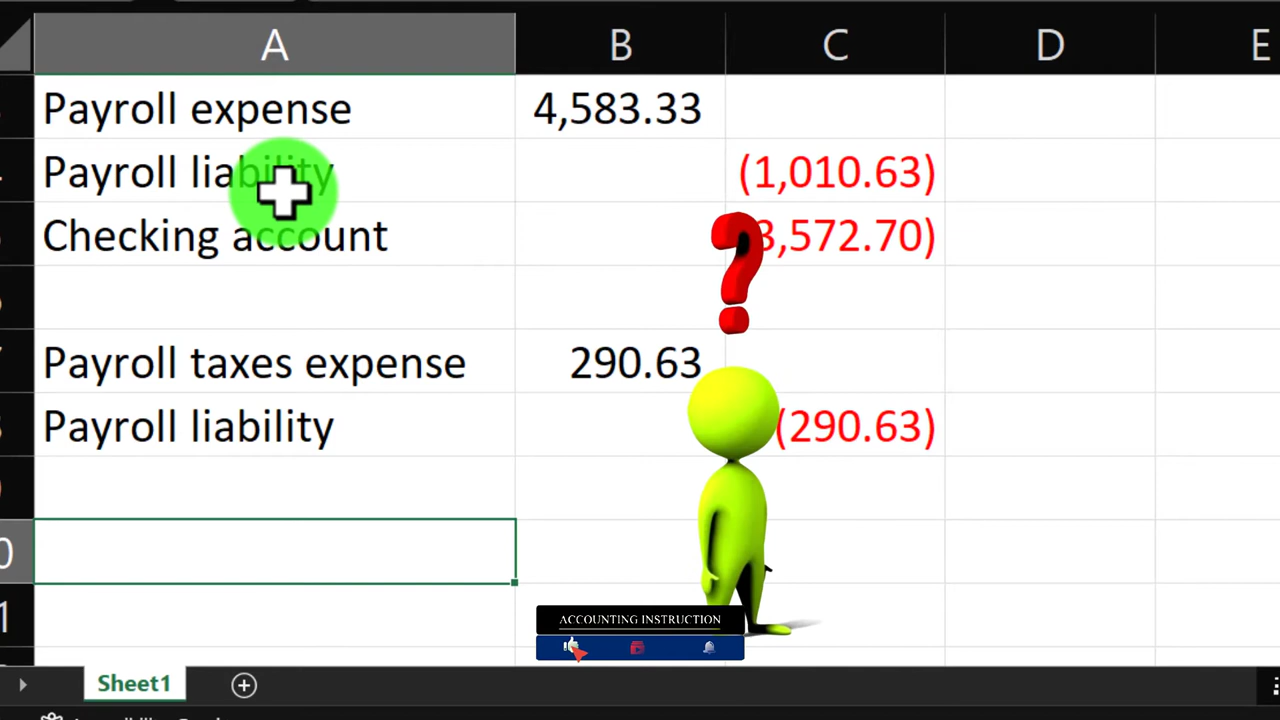 A B C D E
Payroll expense 4,583.33
Payroll liability (1,010.63)
Checking account 3,572.70)
Payroll taxes expense 290.63
Payroll liability (290.63)
0
1
ACCOUNTING INSTRUCTION
Sheet1